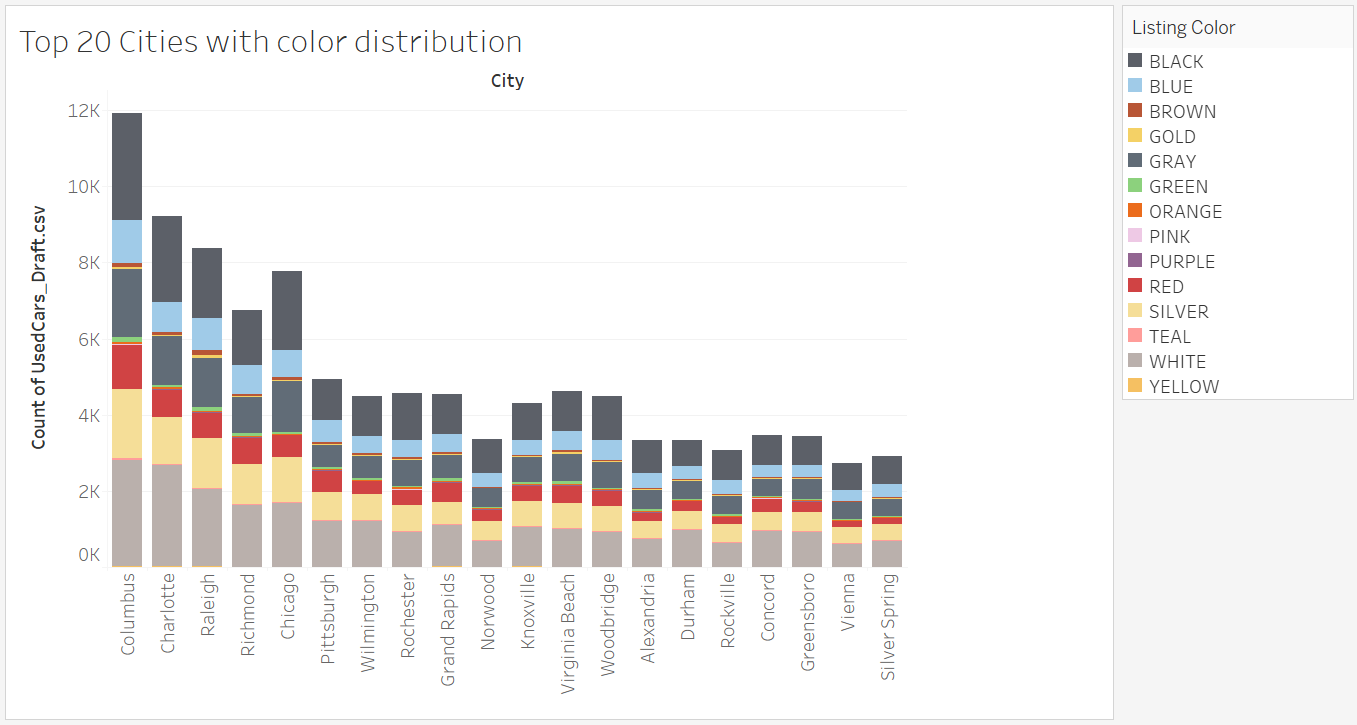 Top 20 Cities with color distribution
City
Count of UsedCars_Draft.csv
12K
10K
8K
6K
4K
2K
0K
Columbus
Charlotte
Raleigh
Richmond
Chicago
Pittsburgh
Wilmington
Rochester
Grand Rapids
Norwood
Knoxville
Virginia Beach
Woodbridge
Alexandria
Durham
Rockville
Concord
Greensboro
Vienna
Silver Spring
Listing Color
BLACK
BLUE
BROWN
GOLD
GRAY
GREEN
ORANGE
PINK
PURPLE
RED
SILVER
TEAL
WHITE
YELLOW